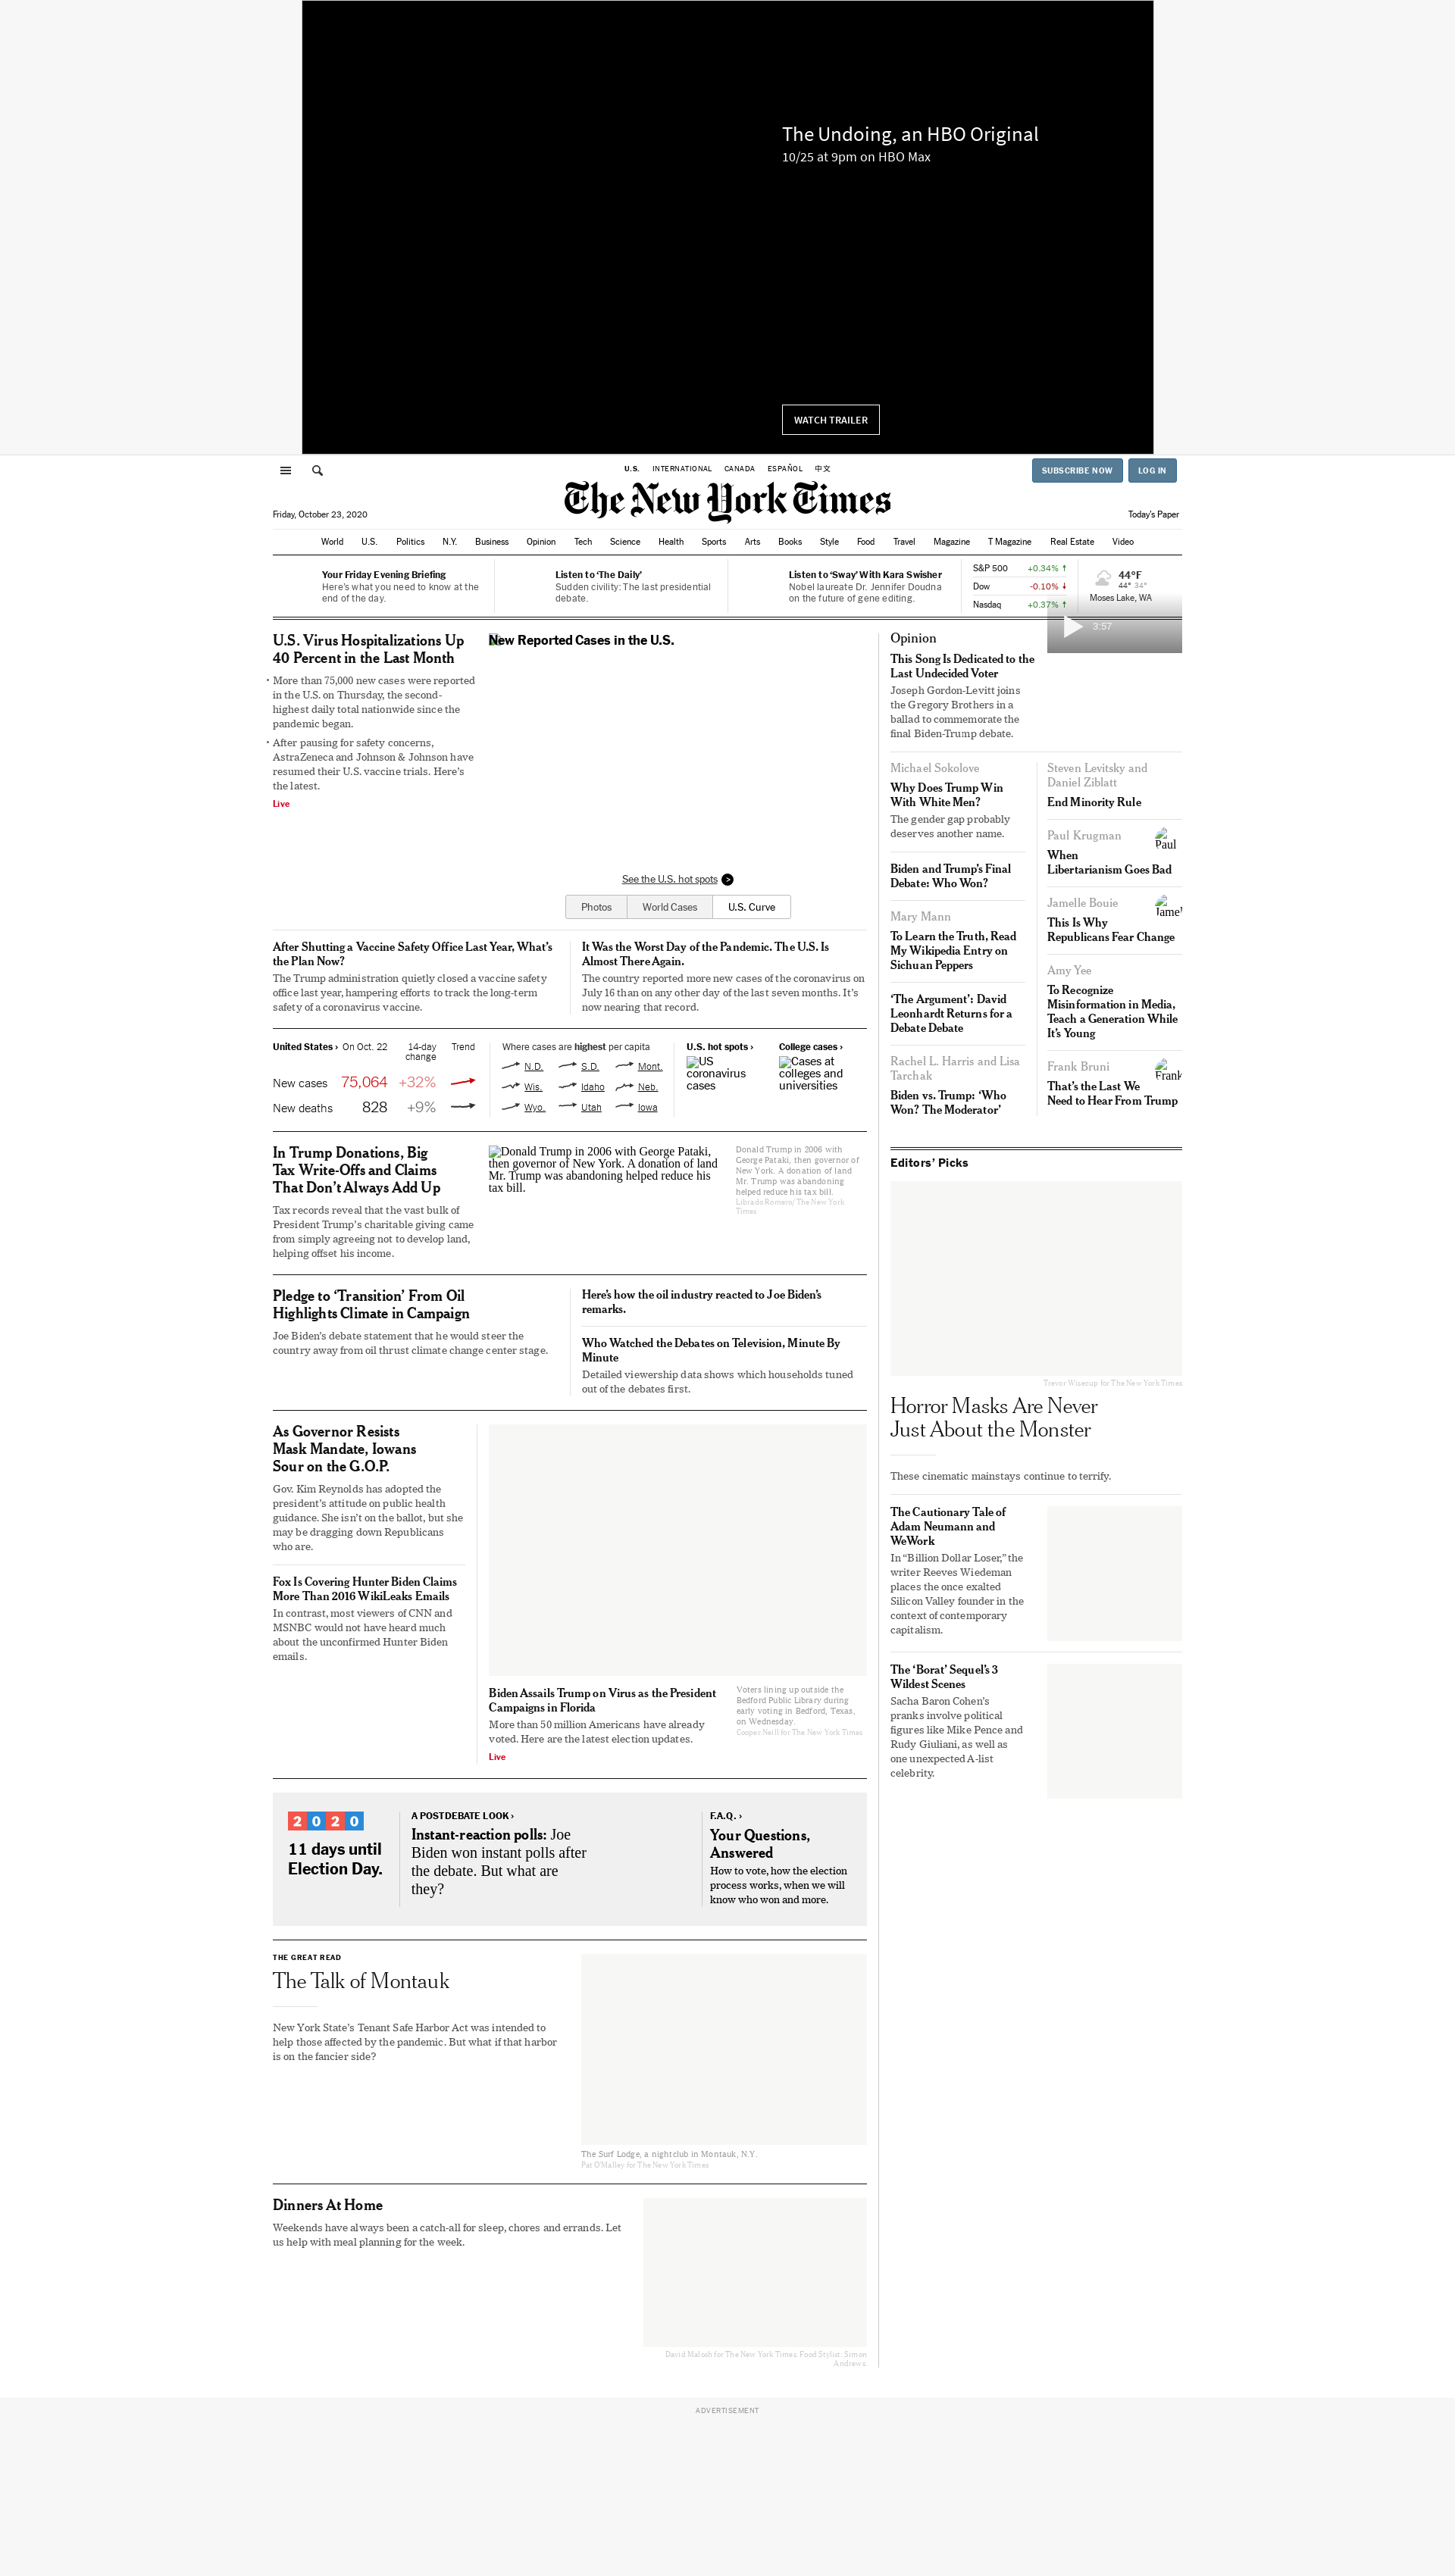 The Undoing, an HBO Original
10/25 at 9pm on HBO Max
WATCH TRAILER
U.S. INTERNATIONAL CANADA ESPAÑOL 中文
SUBSCRIBE NOW LOG IN
The New York Times
Friday, October 23, 2020
Today's Paper
World U.S. Politics N.Y. Business Opinion Tech Science Health Sports Arts Books Style Food Travel Magazine T Magazine Real Estate Video
Your Friday Evening Briefing
Here's what you need to know at the
end of the day.
Listen to 'The Daily'
Sudden civility: The last presidential
debate.
Listen to 'Sway' With Kara Swisher
Nobel laureate Dr. Jennifer Doudna
on the future of gene editing.
S&P 500 +0.34% ↑
Dow -0.10% ↓
Nasdaq +0.37% ↑
44°F
44° 34°
Moses Lake, WA
3:57
U.S. Virus Hospitalizations Up
40 Percent in the Last Month
• More than 75,000 new cases were reported
in the U.S. on Thursday, the second-
highest daily total nationwide since the
pandemic began.
• After pausing for safety concerns,
AstraZeneca and Johnson & Johnson have
resumed their U.S. vaccine trials. Here's
the latest.
Live
New Reported Cases in the U.S.
See the U.S. hot spots >
Photos World Cases U.S. Curve
After Shutting a Vaccine Safety Office Last Year, What's
the Plan Now?
The Trump administration quietly closed a vaccine safety
office last year, hampering efforts to track the long-term
safety of a coronavirus vaccine.
It Was the Worst Day of the Pandemic. The U.S. Is
Almost There Again.
The country reported more new cases of the coronavirus on
July 16 than on any other day of the last seven months. It's
now nearing that record.
United States › On Oct. 22 14-day
change Trend
New cases 75,064 +32%
New deaths 828 +9%
Where cases are highest per capita
N.D. S.D. Mont.
Wis. Idaho Neb.
Wyo. Utah Iowa
U.S. hot spots ›
US
coronavirus
cases
College cases ›
Cases at
colleges and
universities
In Trump Donations, Big
Tax Write-Offs and Claims
That Don't Always Add Up
Tax records reveal that the vast bulk of
President Trump's charitable giving came
from simply agreeing not to develop land,
helping offset his income.
Donald Trump in 2006 with George Pataki,
then governor of New York. A donation of land
Mr. Trump was abandoning helped reduce his
tax bill.
Donald Trump in 2006 with
George Pataki, then governor of
New York. A donation of land
Mr. Trump was abandoning
helped reduce his tax bill.
Librado Romero/The New York
Times
Pledge to 'Transition' From Oil
Highlights Climate in Campaign
Joe Biden's debate statement that he would steer the
country away from oil thrust climate change center stage.
Here's how the oil industry reacted to Joe Biden's
remarks.
Who Watched the Debates on Television, Minute By
Minute
Detailed viewership data shows which households tuned
out of the debates first.
As Governor Resists
Mask Mandate, Iowans
Sour on the G.O.P.
Gov. Kim Reynolds has adopted the
president's attitude on public health
guidance. She isn't on the ballot, but she
may be dragging down Republicans
who are.
Fox Is Covering Hunter Biden Claims
More Than 2016 WikiLeaks Emails
In contrast, most viewers of CNN and
MSNBC would not have heard much
about the unconfirmed Hunter Biden
emails.
Biden Assails Trump on Virus as the President
Campaigns in Florida
More than 50 million Americans have already
voted. Here are the latest election updates.
Live
Voters lining up outside the
Bedford Public Library during
early voting in Bedford, Texas,
on Wednesday.
Cooper Neill for The New York Times
2020
11 days until
Election Day.
A POSTDEBATE LOOK ›
Instant-reaction polls: Joe
Biden won instant polls after
the debate. But what are
they?
F.A.Q. ›
Your Questions,
Answered
How to vote, how the election
process works, when we will
know who won and more.
THE GREAT READ
The Talk of Montauk
New York State's Tenant Safe Harbor Act was intended to
help those affected by the pandemic. But what if that harbor
is on the fancier side?
The Surf Lodge, a nightclub in Montauk, N.Y.
Pat O'Malley for The New York Times
Dinners At Home
Weekends have always been a catch-all for sleep, chores and errands. Let
us help with meal planning for the week.
David Malosh for The New York Times. Food Stylist: Simon
Andrews.
Opinion
This Song Is Dedicated to the
Last Undecided Voter
Joseph Gordon-Levitt joins
the Gregory Brothers in a
ballad to commemorate the
final Biden-Trump debate.
Michael Sokolove
Why Does Trump Win
With White Men?
The gender gap probably
deserves another name.
Biden and Trump's Final
Debate: Who Won?
Mary Mann
To Learn the Truth, Read
My Wikipedia Entry on
Sichuan Peppers
'The Argument': David
Leonhardt Returns for a
Debate Debate
Rachel L. Harris and Lisa
Tarchak
Biden vs. Trump: 'Who
Won? The Moderator'
Steven Levitsky and
Daniel Ziblatt
End Minority Rule
Paul Krugman
Paul
When
Libertarianism Goes Bad
Jamelle Bouie
Jamel
This Is Why
Republicans Fear Change
Amy Yee
To Recognize
Misinformation in Media,
Teach a Generation While
It's Young
Frank Bruni
Frank
That's the Last We
Need to Hear From Trump
Editors' Picks
Trevor Wisecup for The New York Times
Horror Masks Are Never
Just About the Monster
These cinematic mainstays continue to terrify.
The Cautionary Tale of
Adam Neumann and
WeWork
In "Billion Dollar Loser," the
writer Reeves Wiedeman
places the once exalted
Silicon Valley founder in the
context of contemporary
capitalism.
The 'Borat' Sequel's 3
Wildest Scenes
Sacha Baron Cohen's
pranks involve political
figures like Mike Pence and
Rudy Giuliani, as well as
one unexpected A-list
celebrity.
ADVERTISEMENT